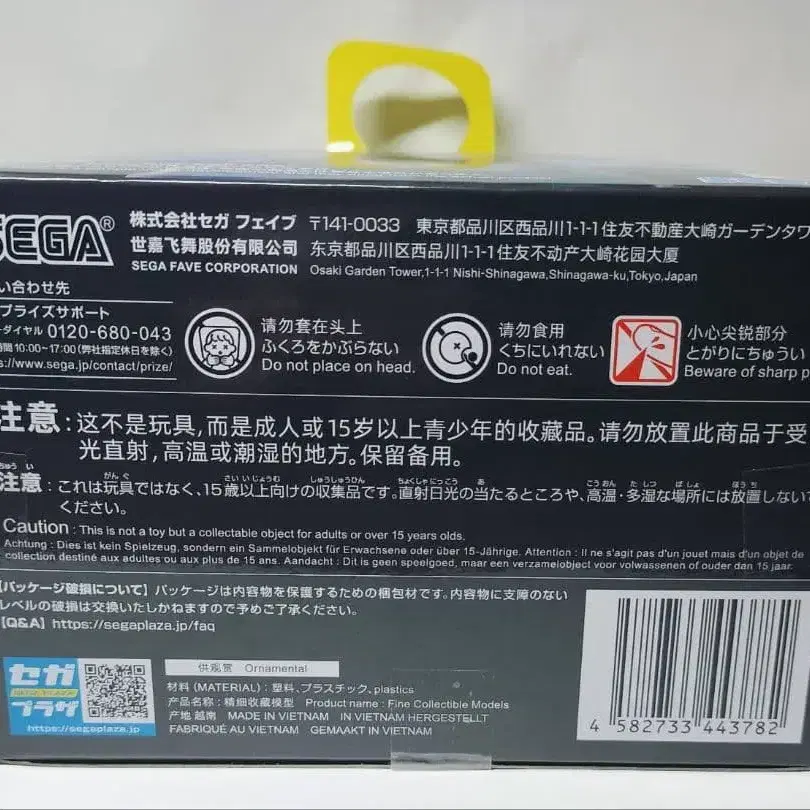 SEGA®
株式会社セガ フェイブ 〒141-0033 東京都品川区西品川1-1-1住友不動産大崎ガーデンタワ
世嘉飞舞股份有限公司 东京都品川区西品川1-1-1住友不动产大崎花园大厦
SEGA FAVE CORPORATION Osaki Garden Tower,1-1-1 Nishi-Shinagawa,Shinagawa-ku,Tokyo,Japan
い合わせ先
プライズサポート
ーダイヤル 0120-680-043
時間 10:00~17:00(弊社指定休日を除く)
s://www.sega.jp/contact/prize/
请勿套在头上
ふくろをかぶらない
Do not place on head.
请勿食用
くちにいれない
Do not eat.
小心尖锐部分
とがりにちゅうい
Beware of sharp p
注意:这不是玩具,而是成人或15岁以上青少年的收藏品。请勿放置此商品于受
光直射,高温或潮湿的地方。保留备用。
注意:これは玩具ではなく、15歳以上向けの収集品です。直射日光の当たるところや、高温・多湿な場所には放置しない
ください。
Caution : This is not a toy but a collectable object for adults or over 15 years old.
Achtung : Dies ist kein Spielzeug, sondern ein Sammelobjekt für Erwachsene oder über 15-Jährige. Attention : Il ne s'agit pas d'un jouet mais d'un objet de
collection destiné aux adultes ou aux plus de 15 ans. Aandacht : Dit is geen speelgoed, maar een verzamelobject voor volwassenen of ouder dan 15 jaar.
【パッケージ破損について】パッケージは内容物を保護するための梱包材です。内容物に支障のない
レベルの破損は交換いたしかねますので予めご了承ください。
【Q&A】https://segaplaza.jp/faq
セガ
SEGA PLAZA
プラザ
https://segaplaza.jp
供观赏 Ornamental
材料 (MATERIAL) : 塑料、プラスチック、plastics
产品名称 : 精细收藏模型 Product name : Fine Collectible Models
产地 越南 MADE IN VIETNAM IN VIETNAM HERGESTELLT
FABRIQUÉ AU VIETNAM GEMAAKT IN VIETNAM
4 582733 443782